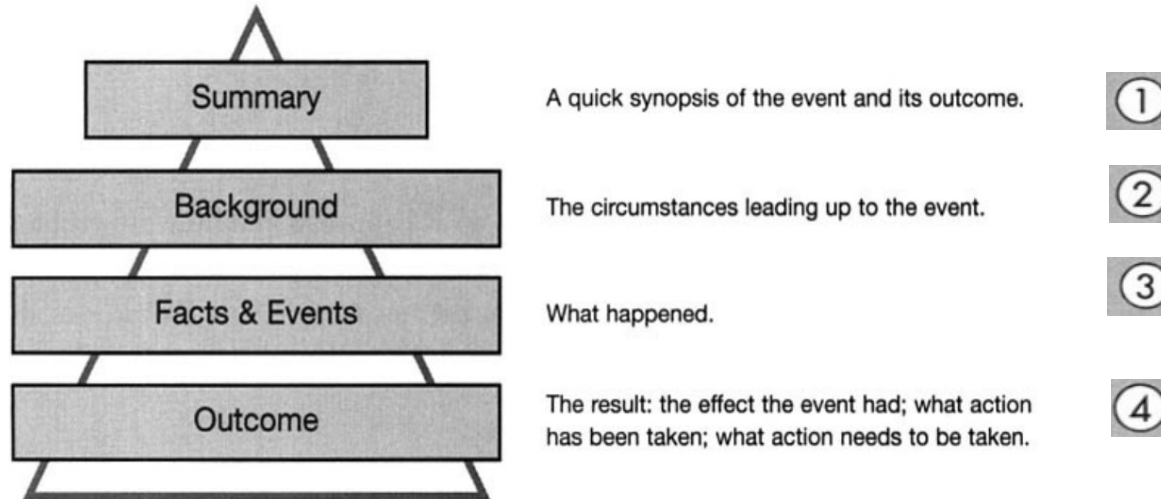 Summary
A quick synopsis of the event and its outcome.
1
Background
The circumstances leading up to the event.
2
Facts & Events
What happened.
3
Outcome
The result: the effect the event had; what action
has been taken; what action needs to be taken.
4